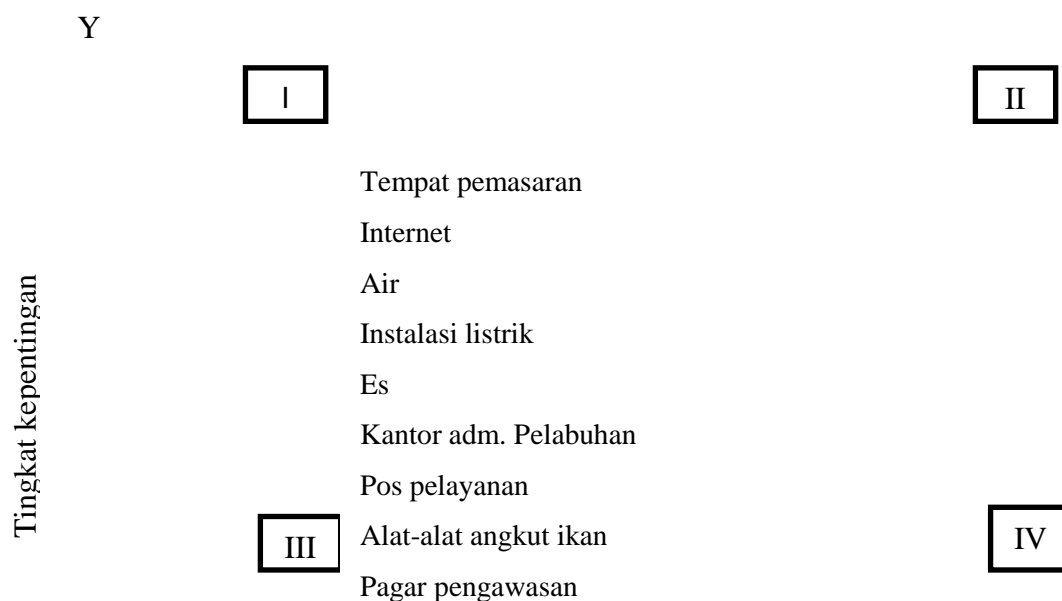 Y
I
II
Tempat pemasaran
Internet
Air
Instalasi listrik
Es
Kantor adm. Pelabuhan
Pos pelayanan
Alat-alat angkut ikan
Pagar pengawasan
Tingkat kepentingan
III
IV